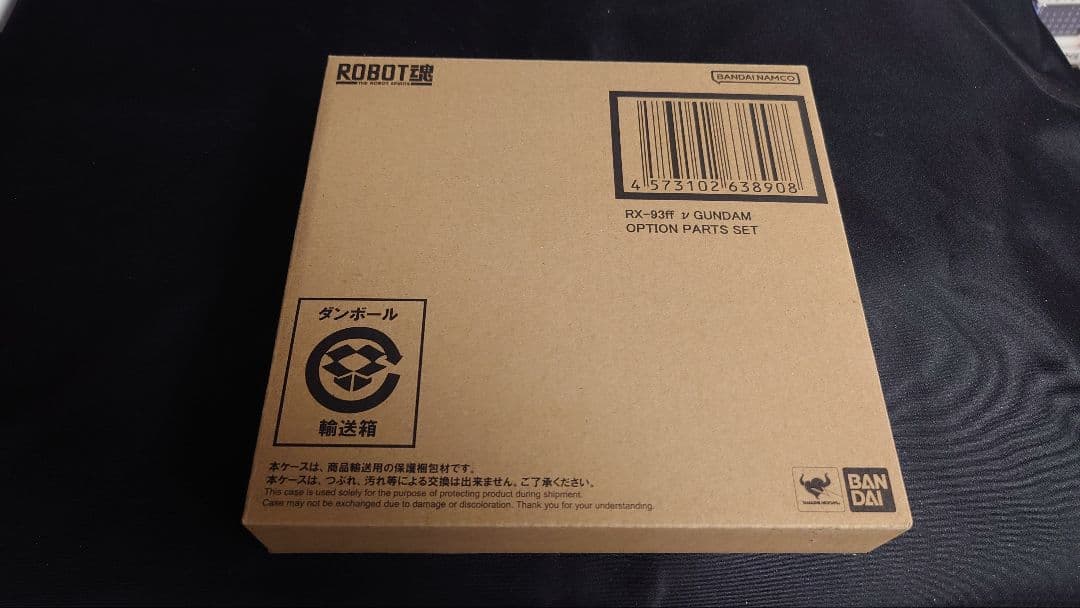 ROBOT魂
THE ROBOT SPIRITS
BANDAI NAMCO
4 573102 638908
RX-93ff ν GUNDAM
OPTION PARTS SET
ダンボール
輸送箱
本ケースは、商品輸送用の保護梱包材です。
本ケースは、つぶれ、汚れ等による交換は出来ません。ご了承ください。
This case is used solely for the purpose of protecting product during shipment.
Case may not be exchanged due to damage or discoloration. Thank you for your understanding.
TAMASHII NATIONS
BAN
DAI